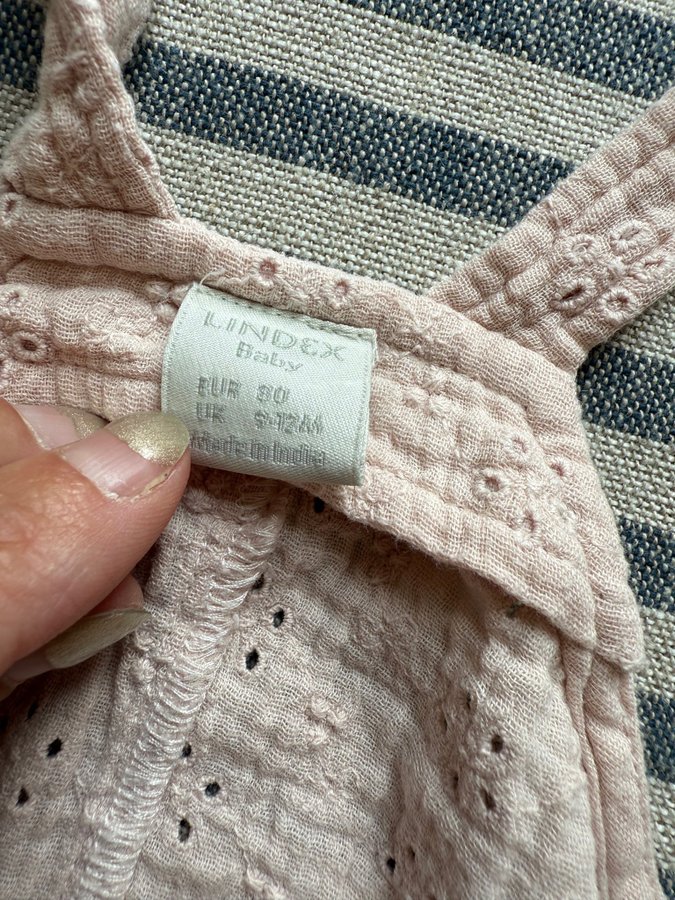 LINDEX
Baby
EUR 80
UK 9-12M
Made in India